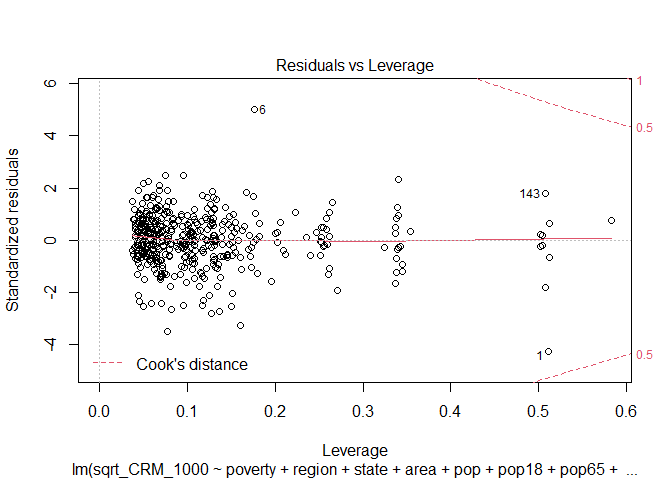 Residuals vs Leverage
Standardized residuals
6
4
2
0
-2
-4
1
0.5
0.5
6
143
1
Cook's distance
0.0 0.1 0.2 0.3 0.4 0.5 0.6
Leverage
lm(sqrt_CRM_1000 ~ poverty + region + state + area + pop + pop18 + pop65 + ...